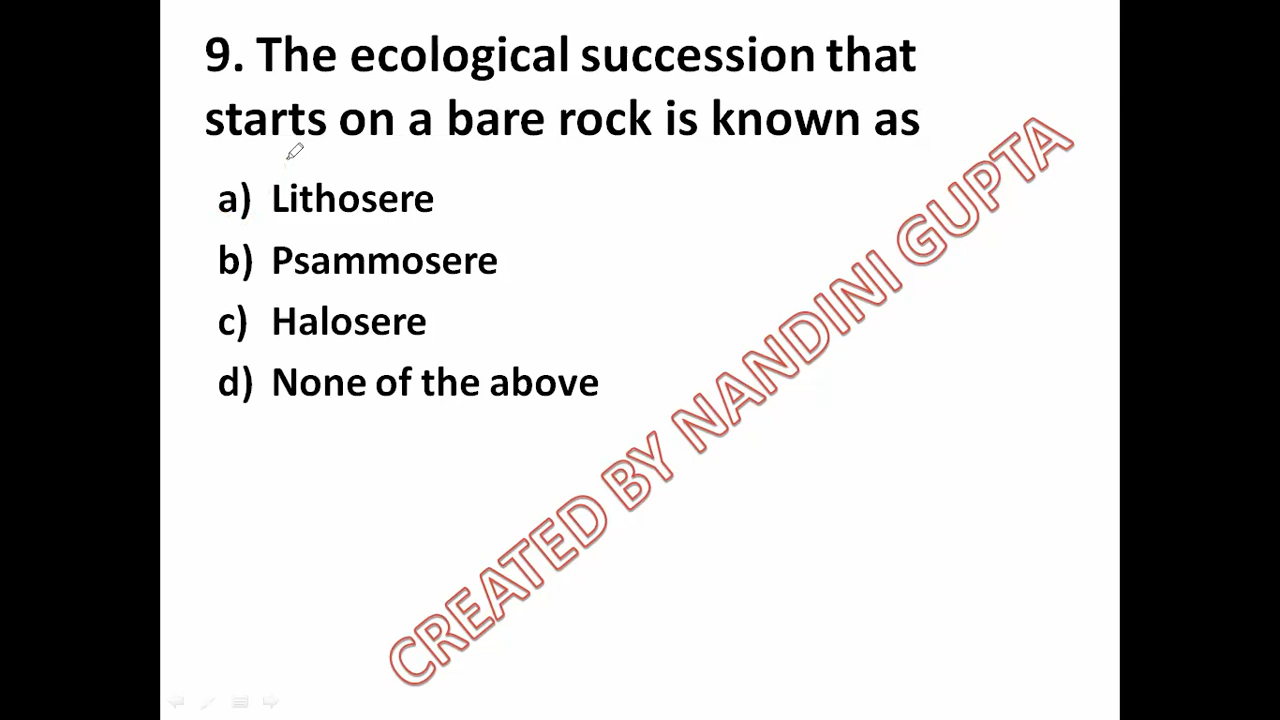 9. The ecological succession that
starts on a bare rock is known as
a) Lithosere
b) Psammosere
c) Halosere
d) None of the above
CREATED BY NANDINI GUPTA